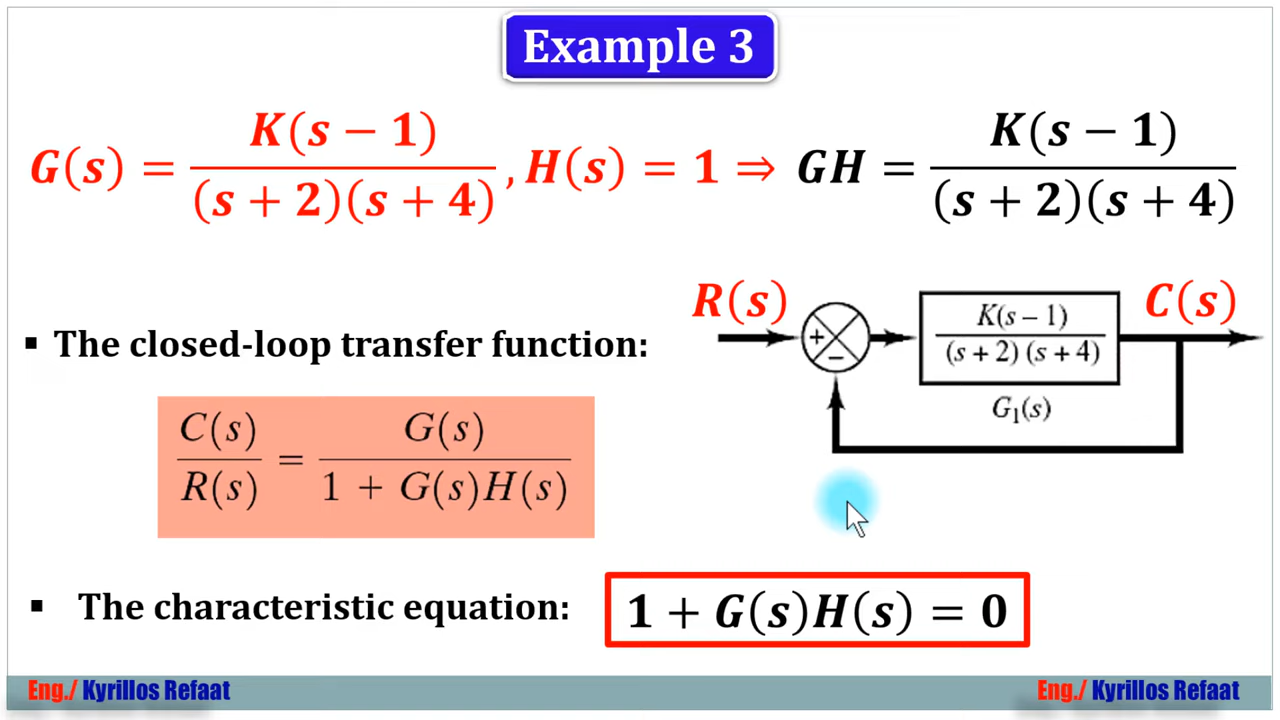 Example 3
G(s) = K(s − 1) / (s + 2)(s + 4) , H(s) = 1 ⇒ GH = K(s − 1) / (s + 2)(s + 4)
R(s)
C(s)
+
−
K(s − 1) / (s + 2) (s + 4)
G₁(s)
▪ The closed-loop transfer function:
C(s) / R(s) = G(s) / 1 + G(s)H(s)
▪ The characteristic equation: 1 + G(s)H(s) = 0
Eng./ Kyrillos Refaat
Eng./ Kyrillos Refaat